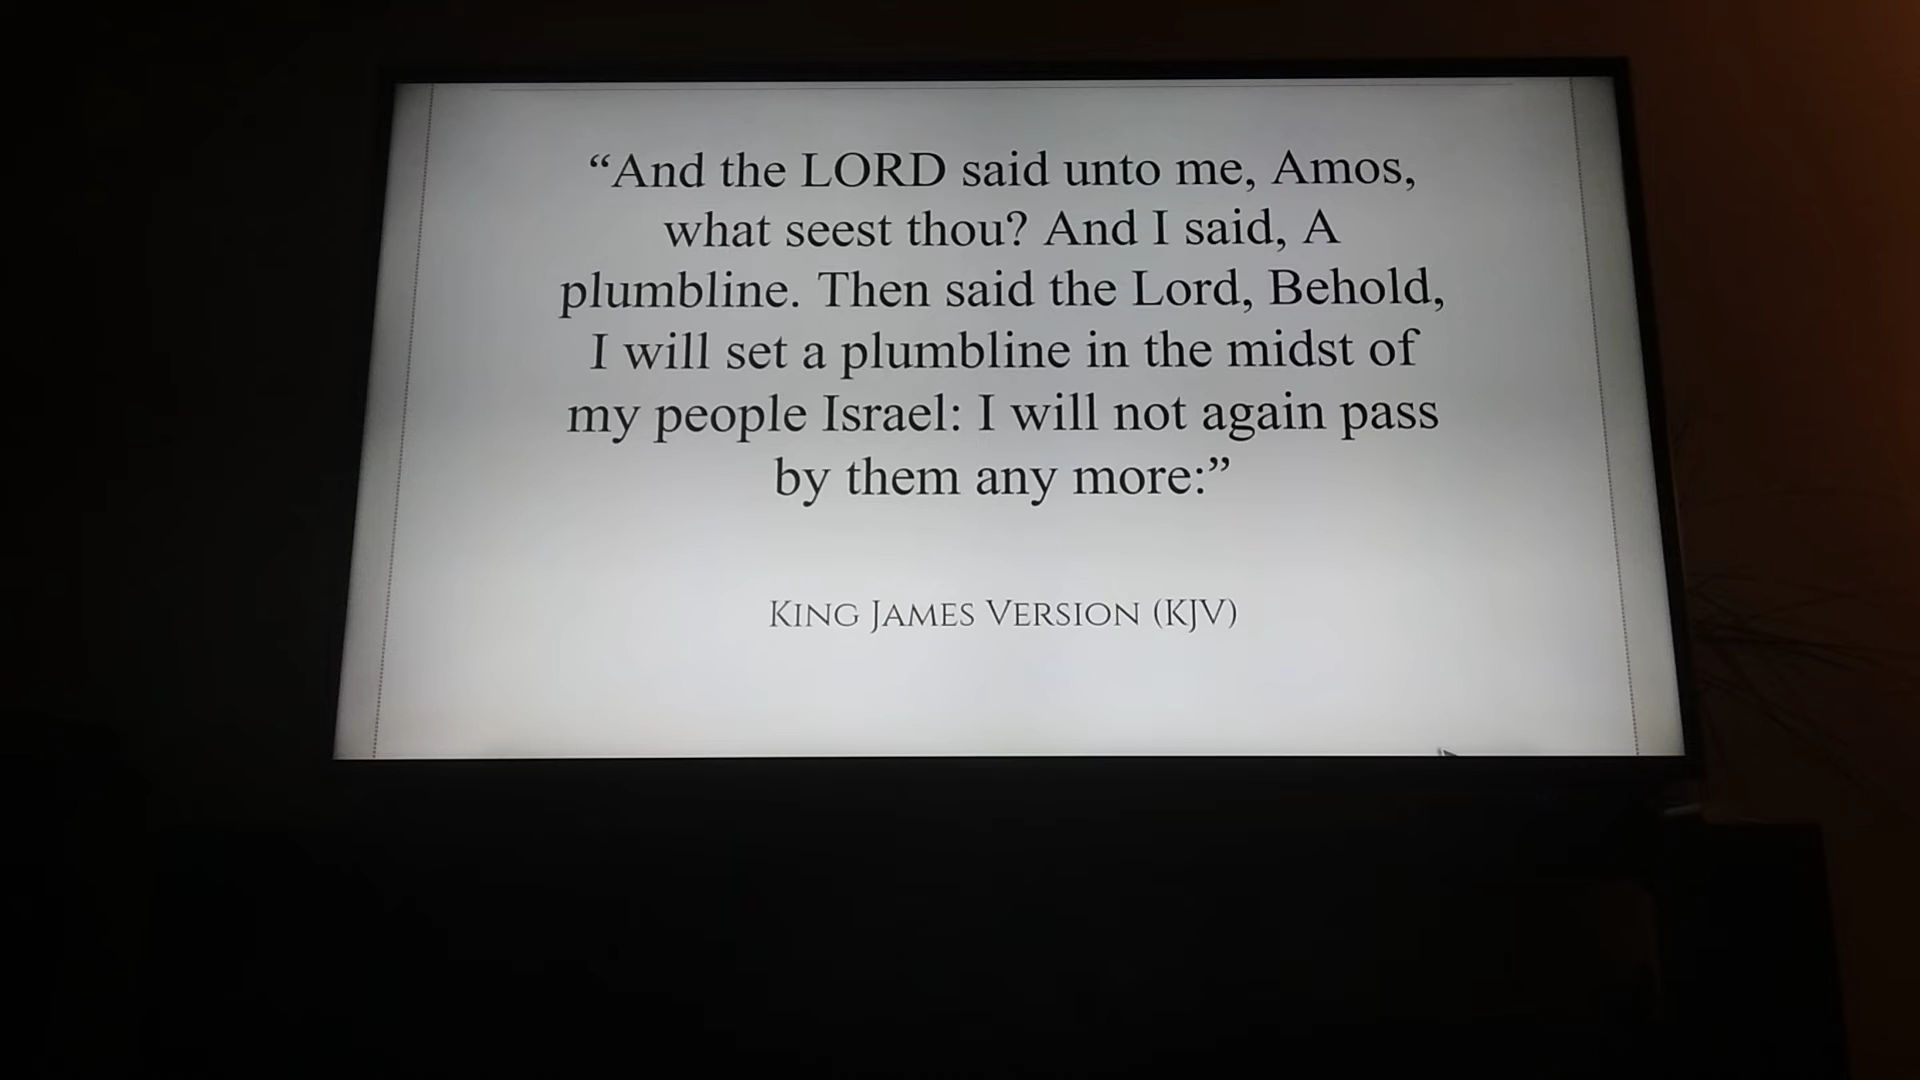 “And the LORD said unto me, Amos,
what seest thou? And I said, A
plumbline. Then said the Lord, Behold,
I will set a plumbline in the midst of
my people Israel: I will not again pass
by them any more:”
King James Version (KJV)